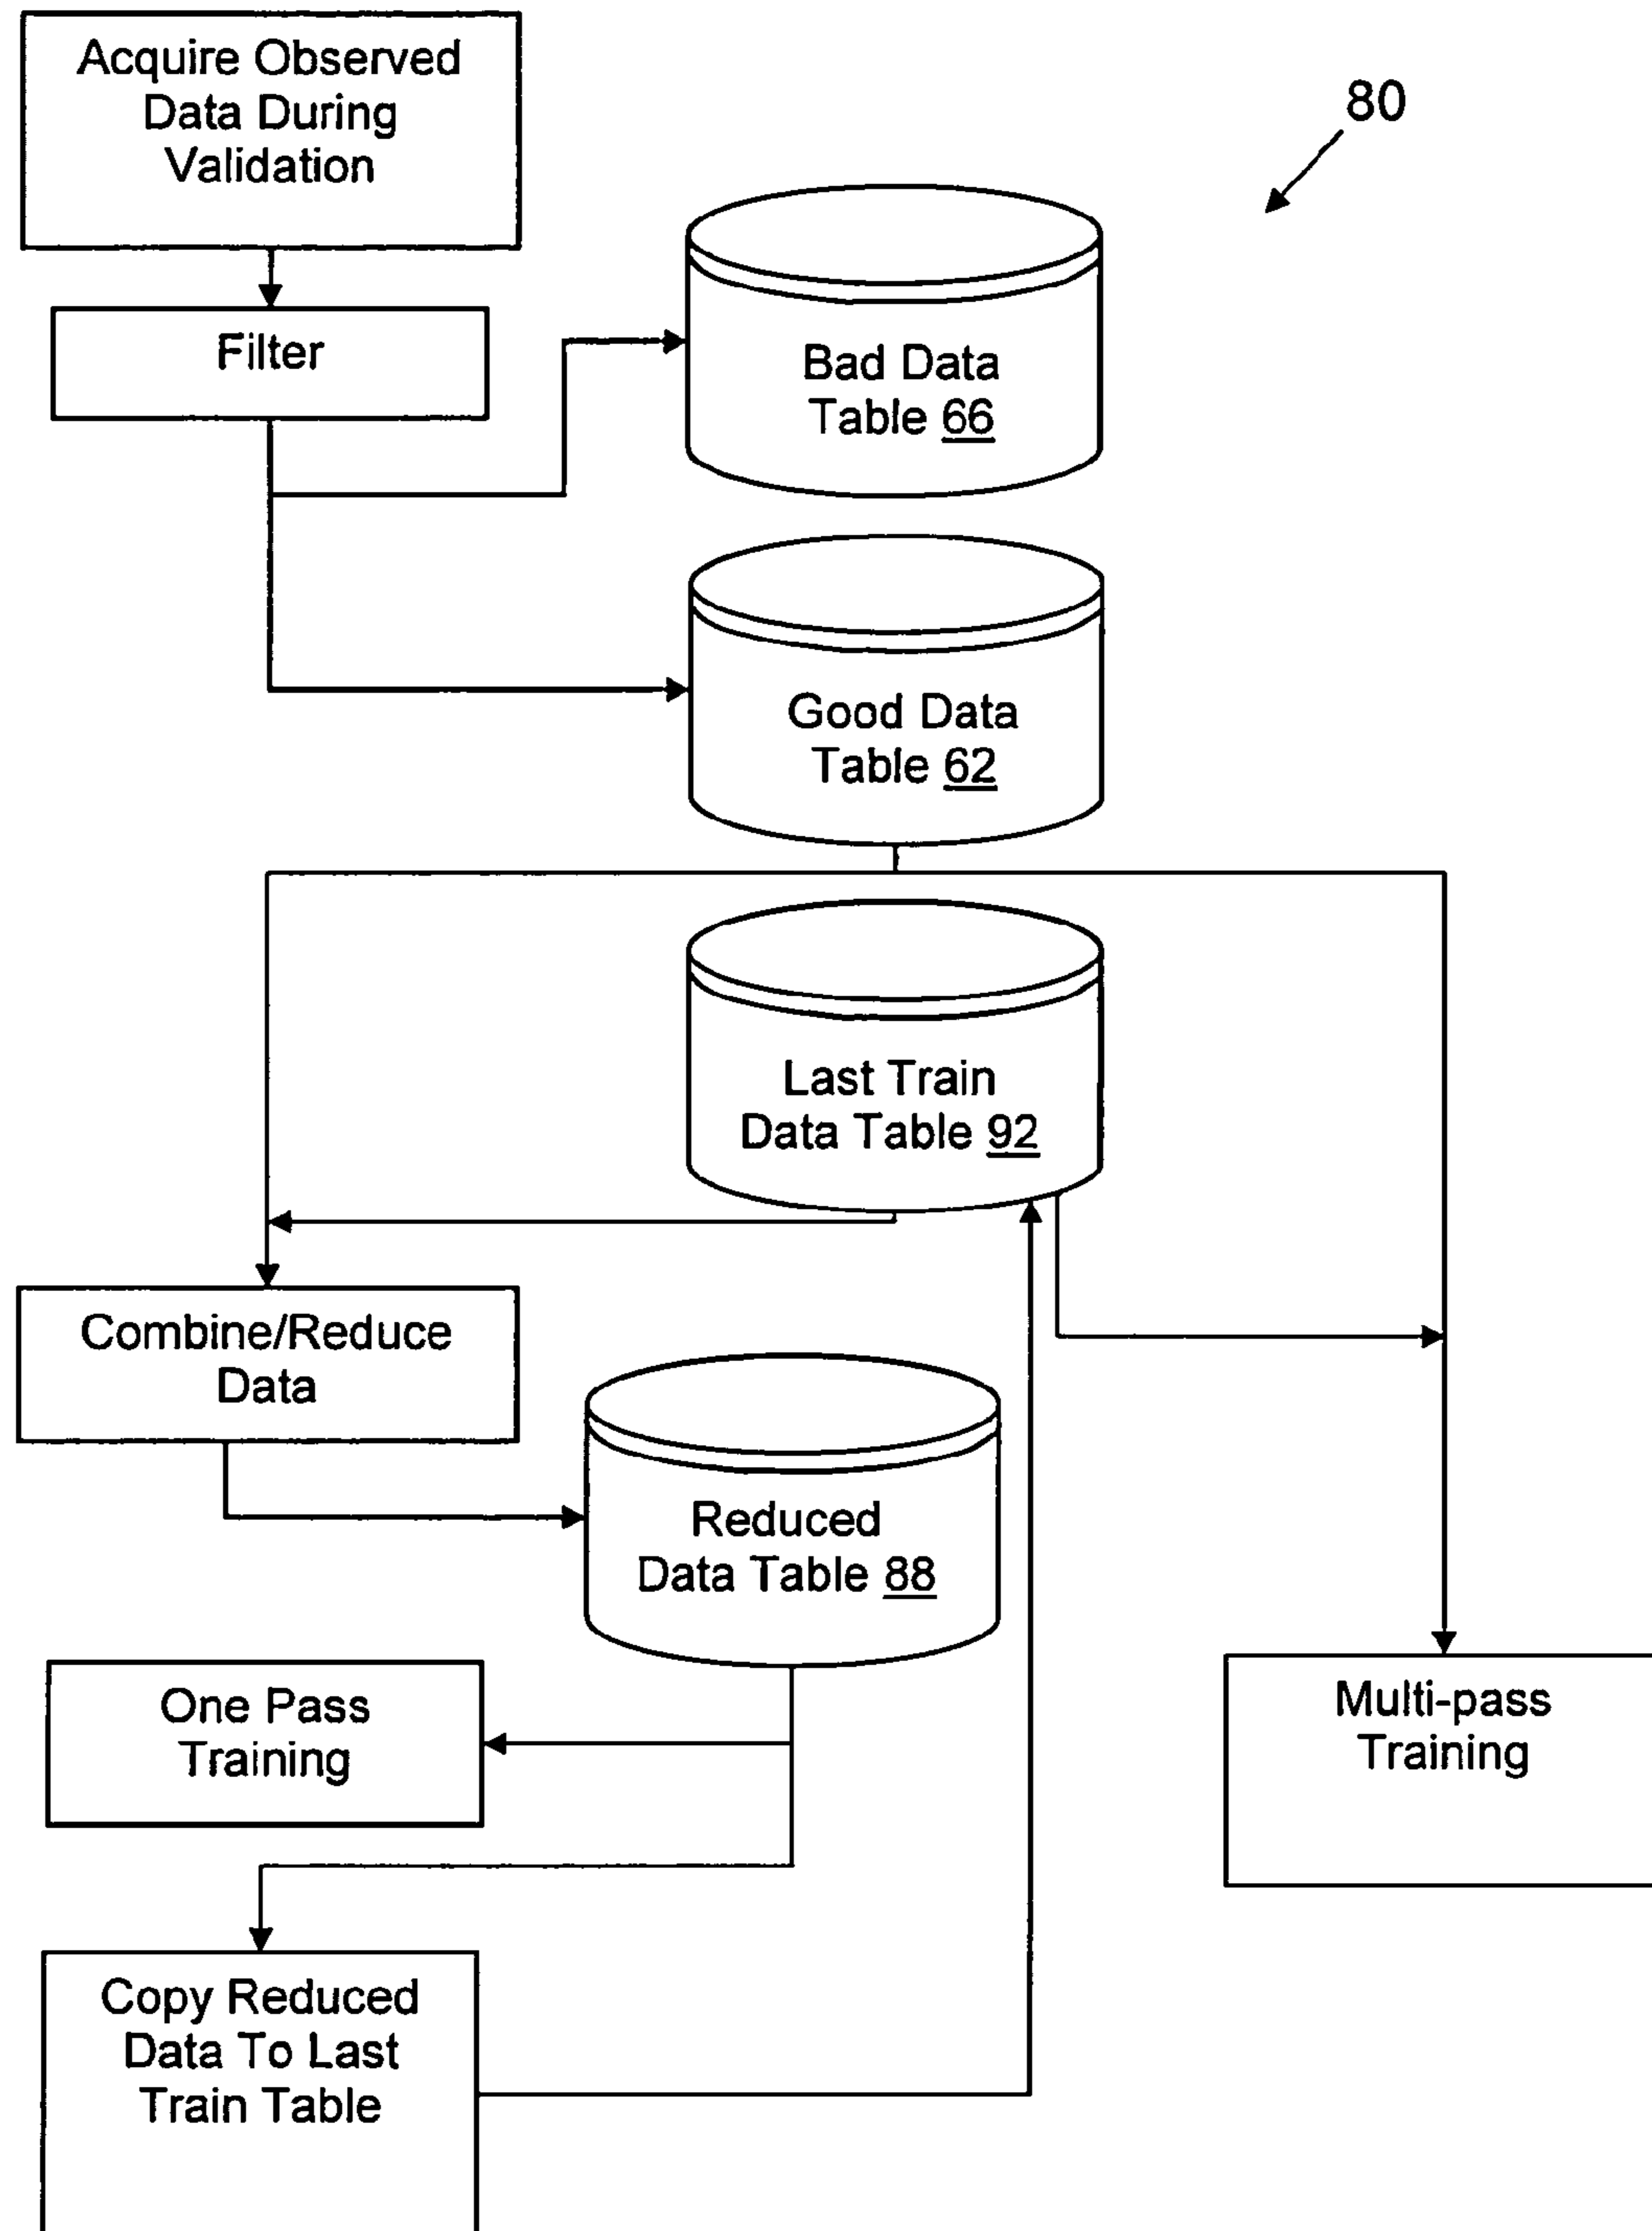 Acquire Observed
Data During
Validation
80
Filter
Bad Data
Table 66
Good Data
Table 62
Last Train
Data Table 92
Combine/Reduce
Data
Reduced
Data Table 88
One Pass
Training
Multi-pass
Training
Copy Reduced
Data To Last
Train Table